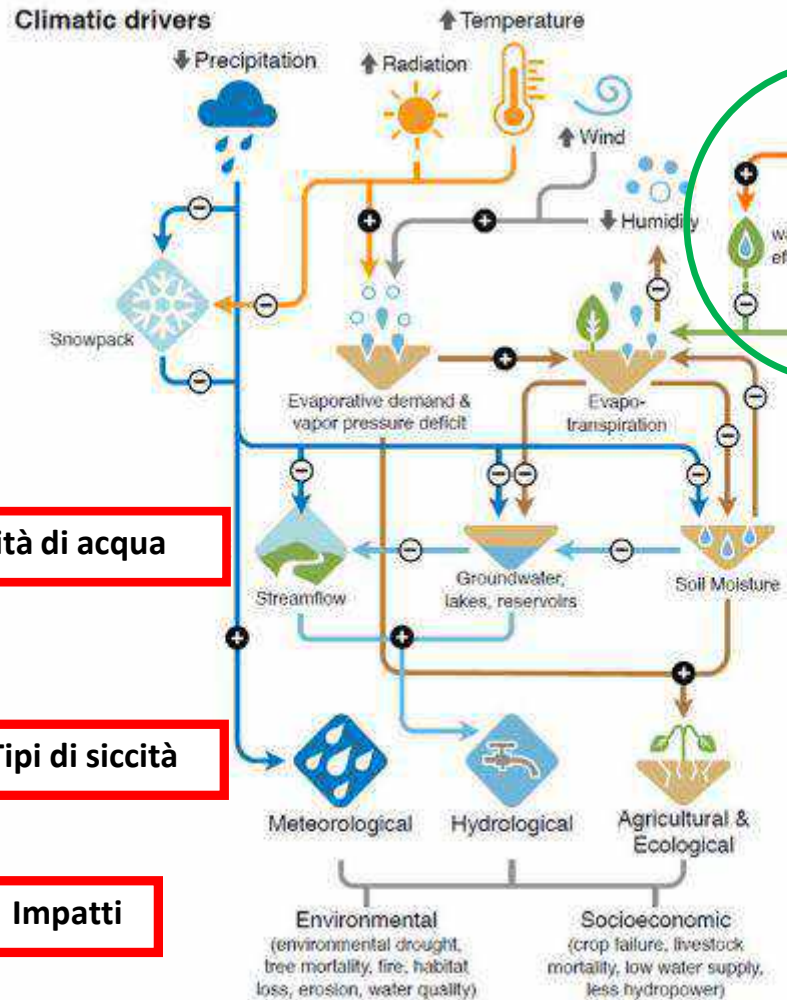 Climatic drivers
Temperature
Precipitation
Radiation
Wind
Humidity
Snowpack
Evaporative demand &
vapor pressure deficit
Evapo-
transpiration
ità di acqua
Streamflow
Groundwater,
lakes, reservoirs
Soil Moisture
Tipi di siccità
Meteorological
Hydrological
Agricultural &
Ecological
Impatti
Environmental
(environmental drought,
tree mortality, fire, habitat
loss, erosion, water quality)
Socioeconomic
(crop failure, livestock
mortality, low water supply,
less hydropower)